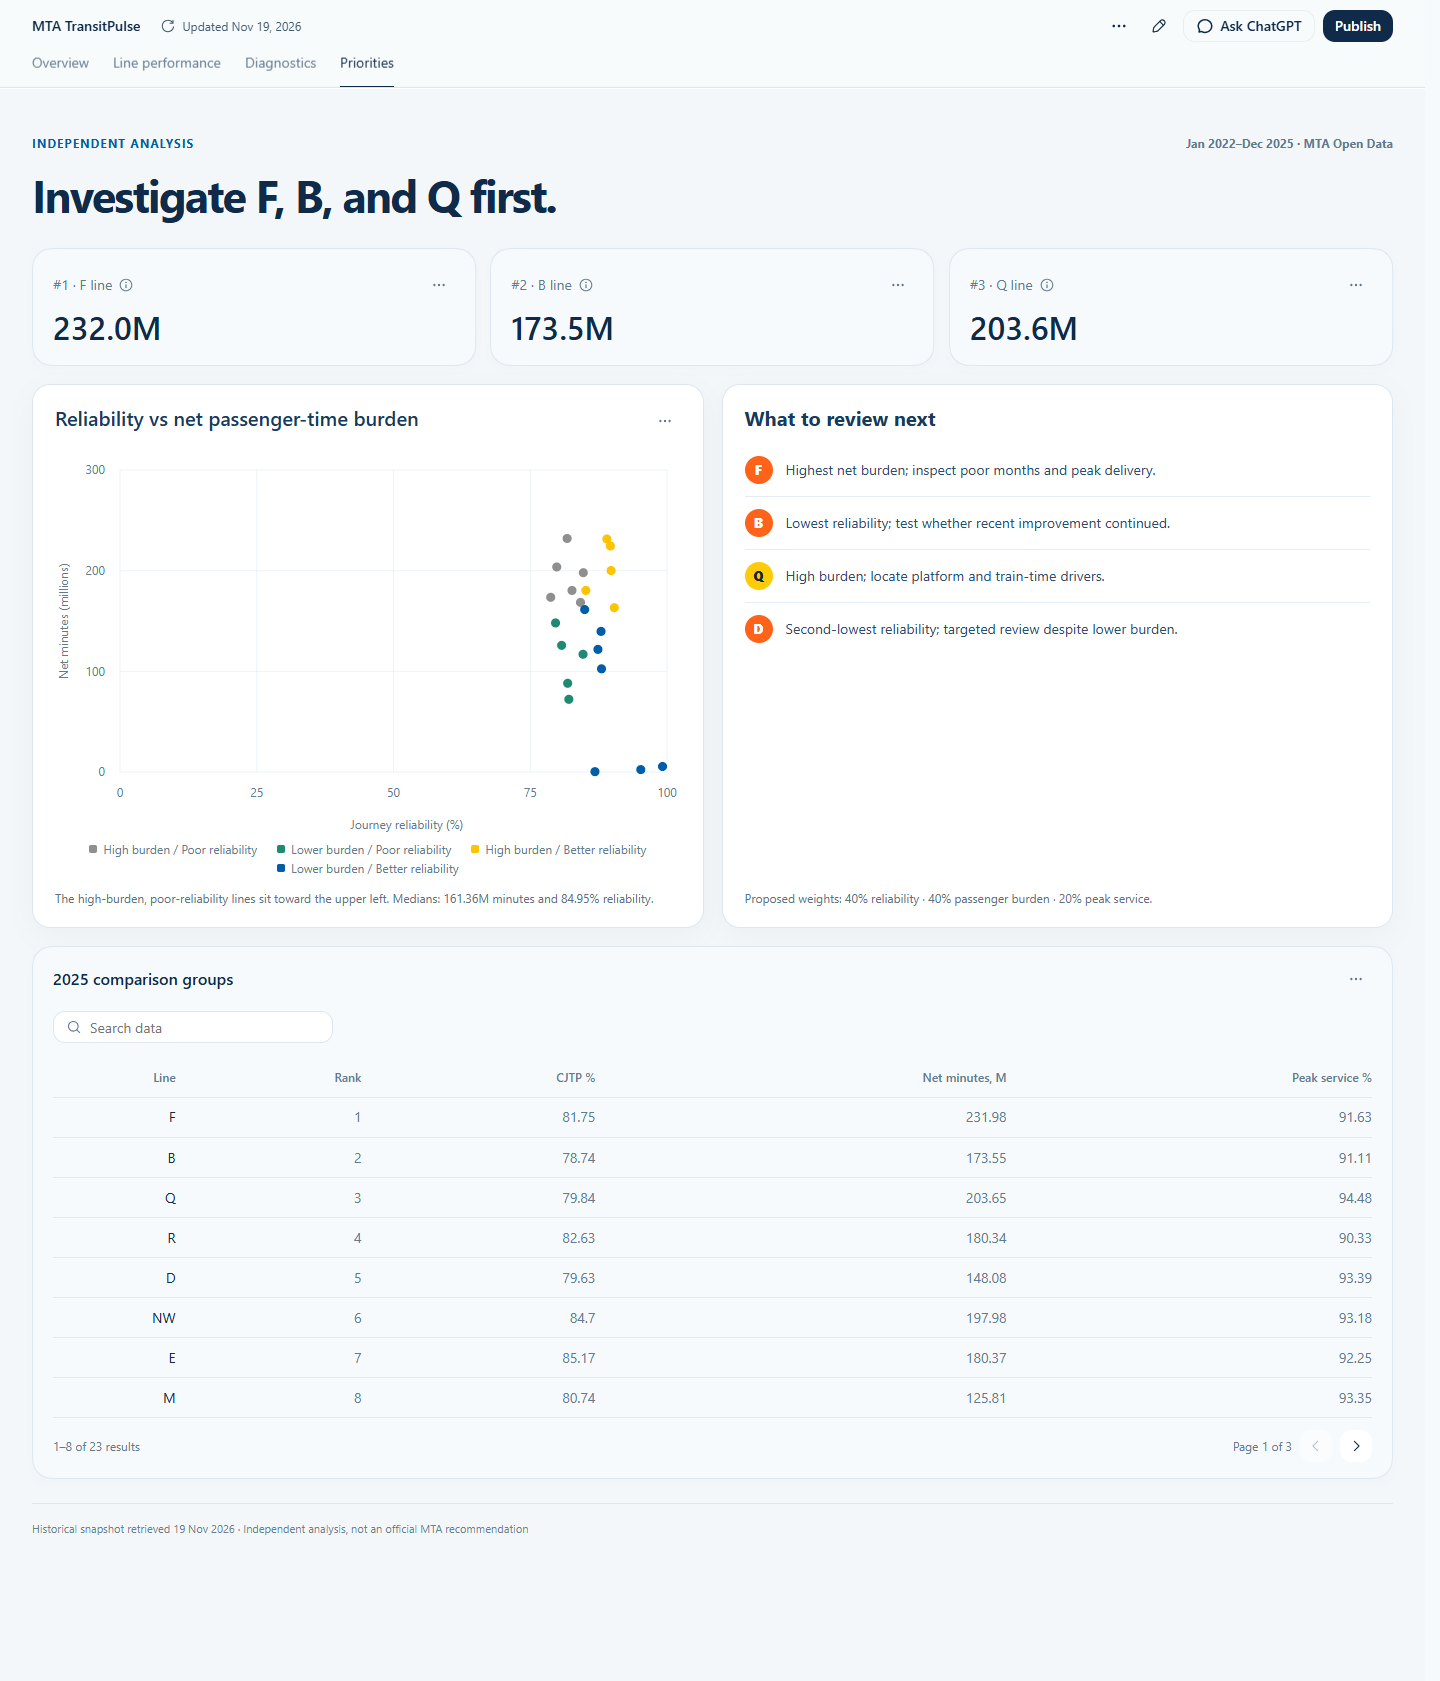 MTA TransitPulse
Updated Nov 19, 2026
Ask ChatGPT
Publish
Overview
Line performance
Diagnostics
Priorities
INDEPENDENT ANALYSIS
Jan 2022–Dec 2025 · MTA Open Data
Investigate F, B, and Q first.
#1 · F line
232.0M
#2 · B line
173.5M
#3 · Q line
203.6M
Reliability vs net passenger-time burden
Net minutes (millions)
300
200
100
0
0 25 50 75 100
Journey reliability (%)
High burden / Poor reliability
Lower burden / Poor reliability
High burden / Better reliability
Lower burden / Better reliability
The high-burden, poor-reliability lines sit toward the upper left. Medians: 161.36M minutes and 84.95% reliability.
What to review next
F Highest net burden; inspect poor months and peak delivery.
B Lowest reliability; test whether recent improvement continued.
Q High burden; locate platform and train-time drivers.
D Second-lowest reliability; targeted review despite lower burden.
Proposed weights: 40% reliability · 40% passenger burden · 20% peak service.
2025 comparison groups
Search data
Line Rank CJTP % Net minutes, M Peak service %
F 1 81.75 231.98 91.63
B 2 78.74 173.55 91.11
Q 3 79.84 203.65 94.48
R 4 82.63 180.34 90.33
D 5 79.63 148.08 93.39
NW 6 84.7 197.98 93.18
E 7 85.17 180.37 92.25
M 8 80.74 125.81 93.35
1–8 of 23 results
Page 1 of 3
Historical snapshot retrieved 19 Nov 2026 · Independent analysis, not an official MTA recommendation